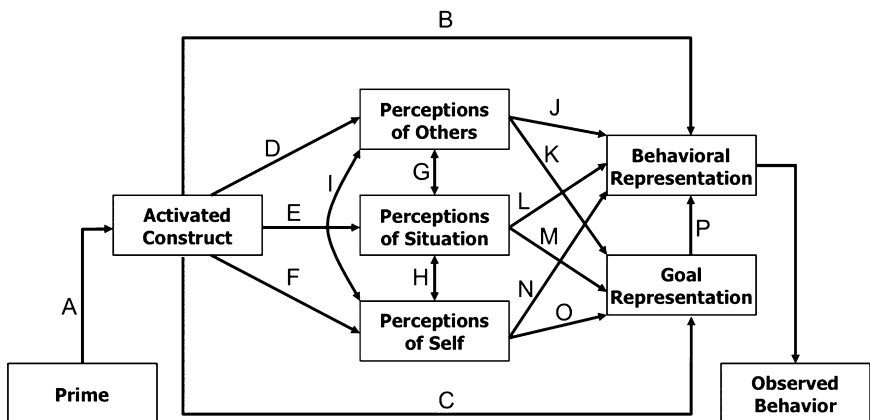 B
Perceptions
of Others
J
D
K
Behavioral
Representation
I
G
Activated
Construct
E
Perceptions
of Situation
L
M
P
F
H
N
Goal
Representation
A
Perceptions
of Self
O
Prime
C
Observed
Behavior